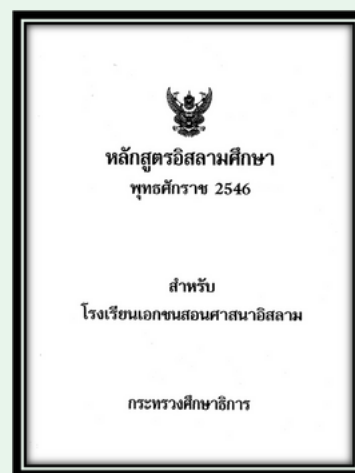 หลักสูตรอิสลามศึกษา
พุทธศักราช 2546
สำหรับ
โรงเรียนเอกชนสอนศาสนาอิสลาม
กระทรวงศึกษาธิการ